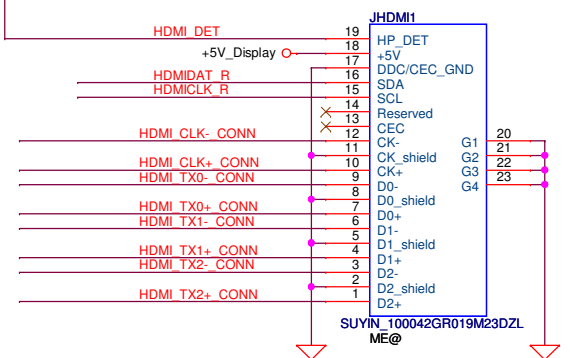 JHDMI1
HDMI_DET 19 HP_DET
+5V_Display 18 +5V
17 DDC/CEC_GND
HDMIDAT_R 16 SDA
HDMICLK_R 15 SCL
14 Reserved
13 CEC
HDMI_CLK-_CONN 12 CK- G1 20
11 CK_shield G2 21
HDMI_CLK+_CONN 10 CK+ G3 22
HDMI_TX0-_CONN 9 D0- G4 23
8 D0_shield
HDMI_TX0+_CONN 7 D0+
HDMI_TX1-_CONN 6 D1-
5 D1_shield
HDMI_TX1+_CONN 4 D1+
HDMI_TX2-_CONN 3 D2-
2 D2_shield
HDMI_TX2+_CONN 1 D2+
SUYIN_100042GR019M23DZL
ME@